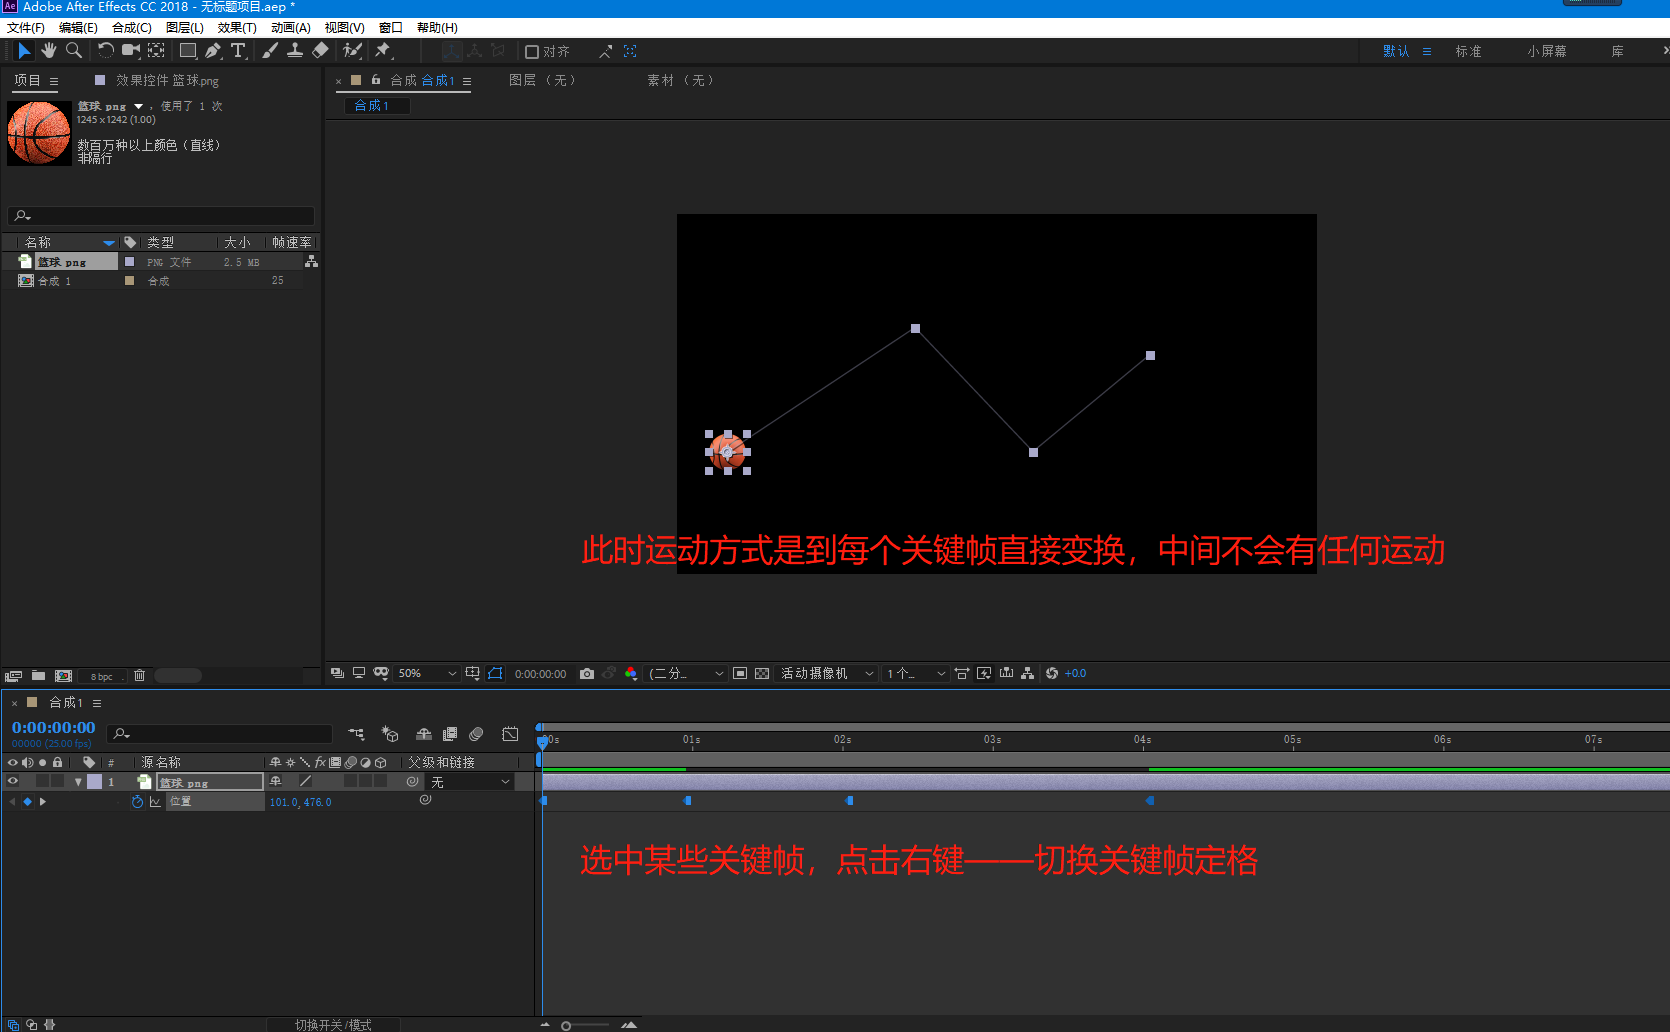 Ae Adobe After Effects CC 2018 - 无标题项目.aep *
文件(F) 编辑(E) 合成(C) 图层(L) 效果(T) 动画(A) 视图(V) 窗口 帮助(H)
对齐 默认 标准 小屏幕 库
项目 效果控件 篮球.png
合成 合成1 图层（无） 素材（无）
合成1
篮球.png ，使用了 1 次
1245 x 1242 (1.00)
数百万种以上颜色（直线）
非隔行
名称 类型 大小 帧速率
篮球.png PNG 文件 2.5 MB
合成 1 合成 25
此时运动方式是到每个关键帧直接变换，中间不会有任何运动
8 bpc
50% 0:00:00:00 (二分... 活动摄像机 1个... +0.0
合成1
0:00:00:00
00000 (25.00 fps)
00s 01s 02s 03s 04s 05s 06s 07s
# 源名称 fx 父级和链接
1 篮球.png 无
位置 101.0, 476.0
选中某些关键帧，点击右键——切换关键帧定格
切换开关/模式